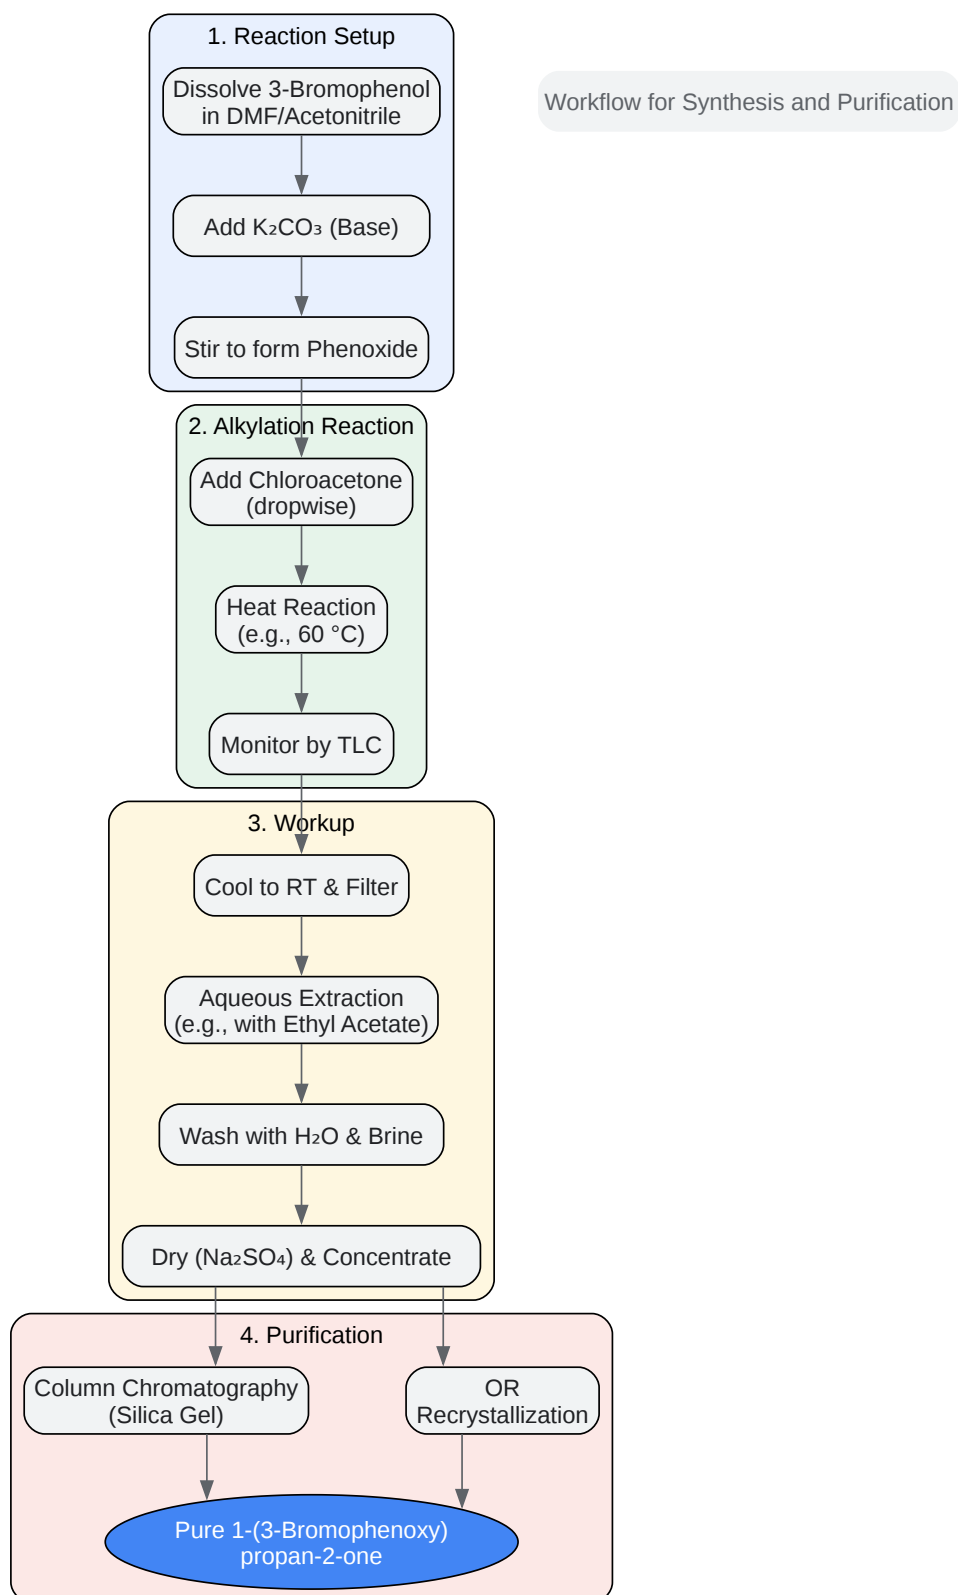 1. Reaction Setup
Dissolve 3-Bromophenol
in DMF/Acetonitrile
Workflow for Synthesis and Purification
Add K₂CO₃ (Base)
Stir to form Phenoxide
2. Alkylation Reaction
Add Chloroacetone
(dropwise)
Heat Reaction
(e.g., 60 °C)
Monitor by TLC
3. Workup
Cool to RT & Filter
Aqueous Extraction
(e.g., with Ethyl Acetate)
Wash with H₂O & Brine
Dry (Na₂SO₄) & Concentrate
4. Purification
Column Chromatography
(Silica Gel)
OR
Recrystallization
Pure 1-(3-Bromophenoxy)
propan-2-one